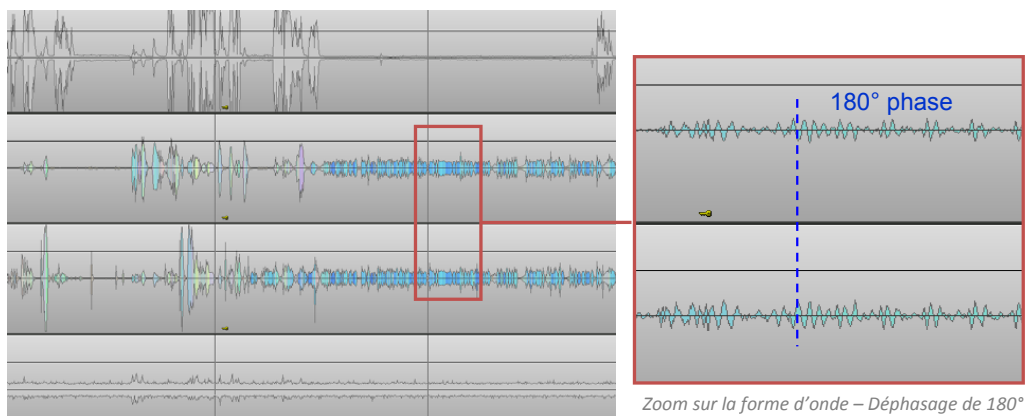 180° phase
Zoom sur la forme d’onde – Déphasage de 180°